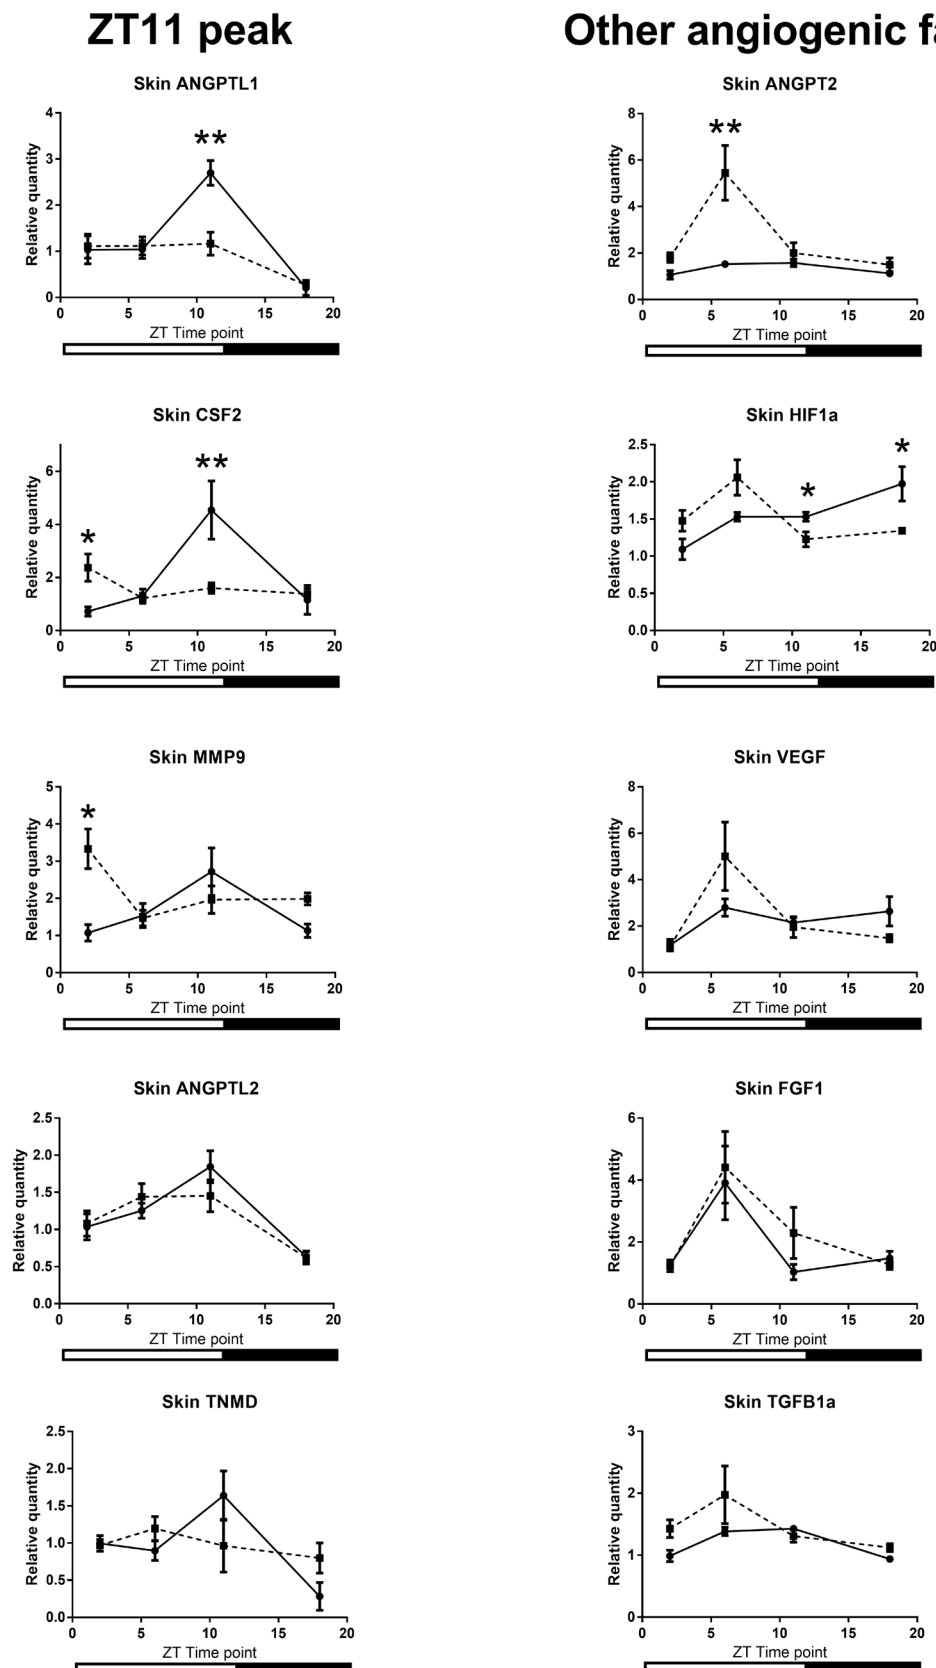 ZT11 peak
Other angiogenic fa
Skin ANGPTL1
Relative quantity
4
3
2
1
0
**
0 5 10 15 20
ZT Time point
Skin ANGPT2
Relative quantity
8
6
4
2
0
**
0 5 10 15 20
ZT Time point
Skin CSF2
Relative quantity
6
4
2
0
*
**
0 5 10 15 20
ZT Time point
Skin HIF1a
Relative quantity
2.5
2.0
1.5
1.0
0.5
0.0
*
*
0 5 10 15 20
ZT Time point
Skin MMP9
Relative quantity
5
4
3
2
1
0
*
0 5 10 15 20
ZT Time point
Skin VEGF
Relative quantity
8
6
4
2
0
0 5 10 15 20
ZT Time point
Skin ANGPTL2
Relative quantity
2.5
2.0
1.5
1.0
0.5
0.0
0 5 10 15 20
ZT Time point
Skin FGF1
Relative quantity
6
4
2
0
0 5 10 15 20
ZT Time point
Skin TNMD
Relative quantity
2.5
2.0
1.5
1.0
0.5
0.0
0 5 10 15 20
ZT Time point
Skin TGFB1a
Relative quantity
3
2
1
0
0 5 10 15 20
ZT Time point